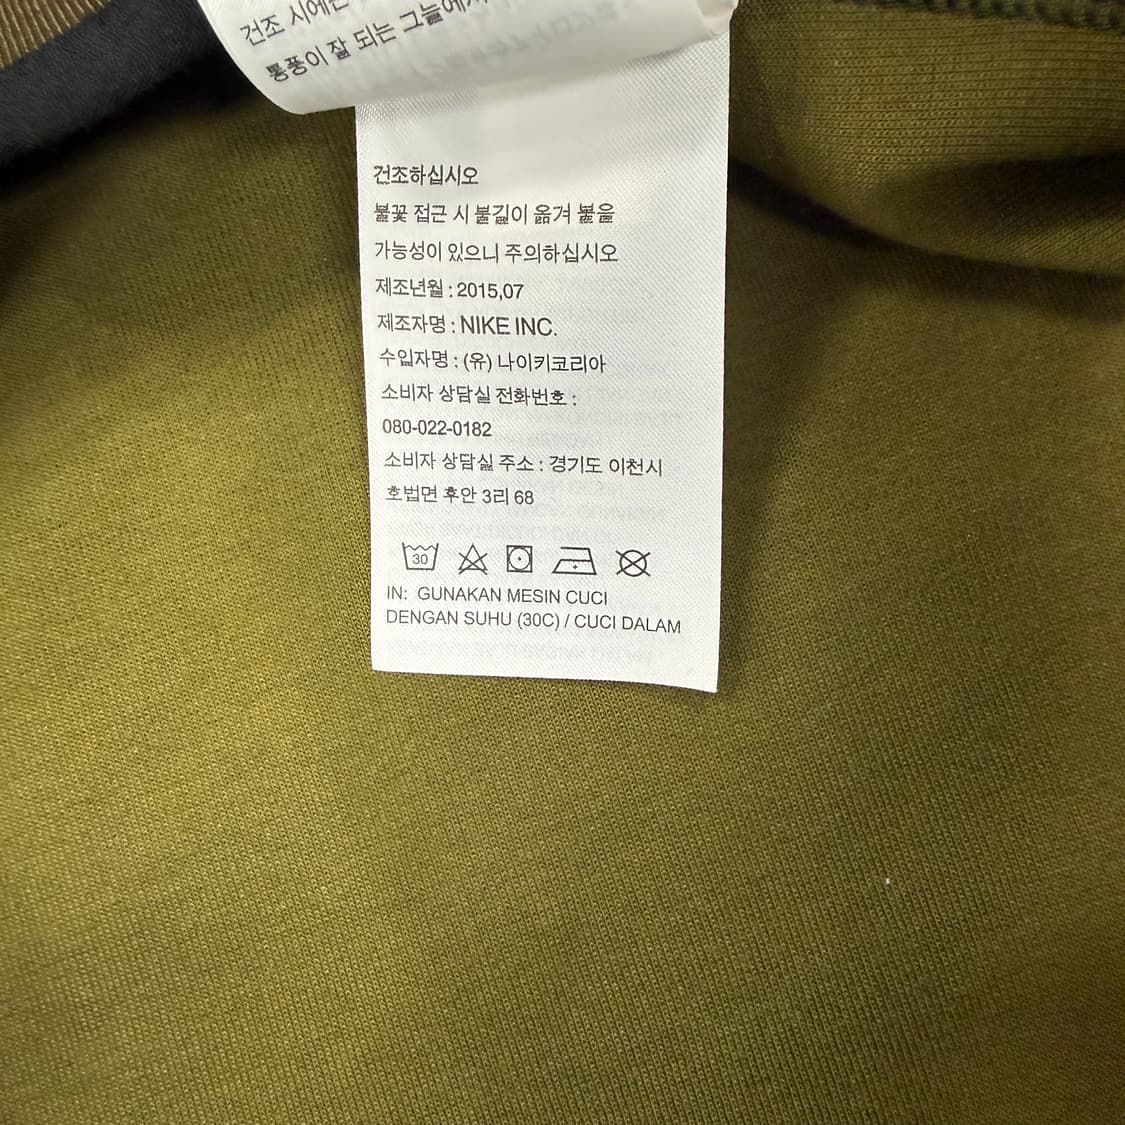 건조 시에는
통풍이 잘 되는 그늘에서
건조하십시오
불꽃 접근 시 불길이 옮겨 붙을
가능성이 있으니 주의하십시오
제조년월 : 2015,07
제조자명 : NIKE INC.
수입자명 : (유) 나이키코리아
소비자 상담실 전화번호 :
080-022-0182
소비자 상담실 주소 : 경기도 이천시
호법면 후안 3리 68
30
IN: GUNAKAN MESIN CUCI
DENGAN SUHU (30C) / CUCI DALAM